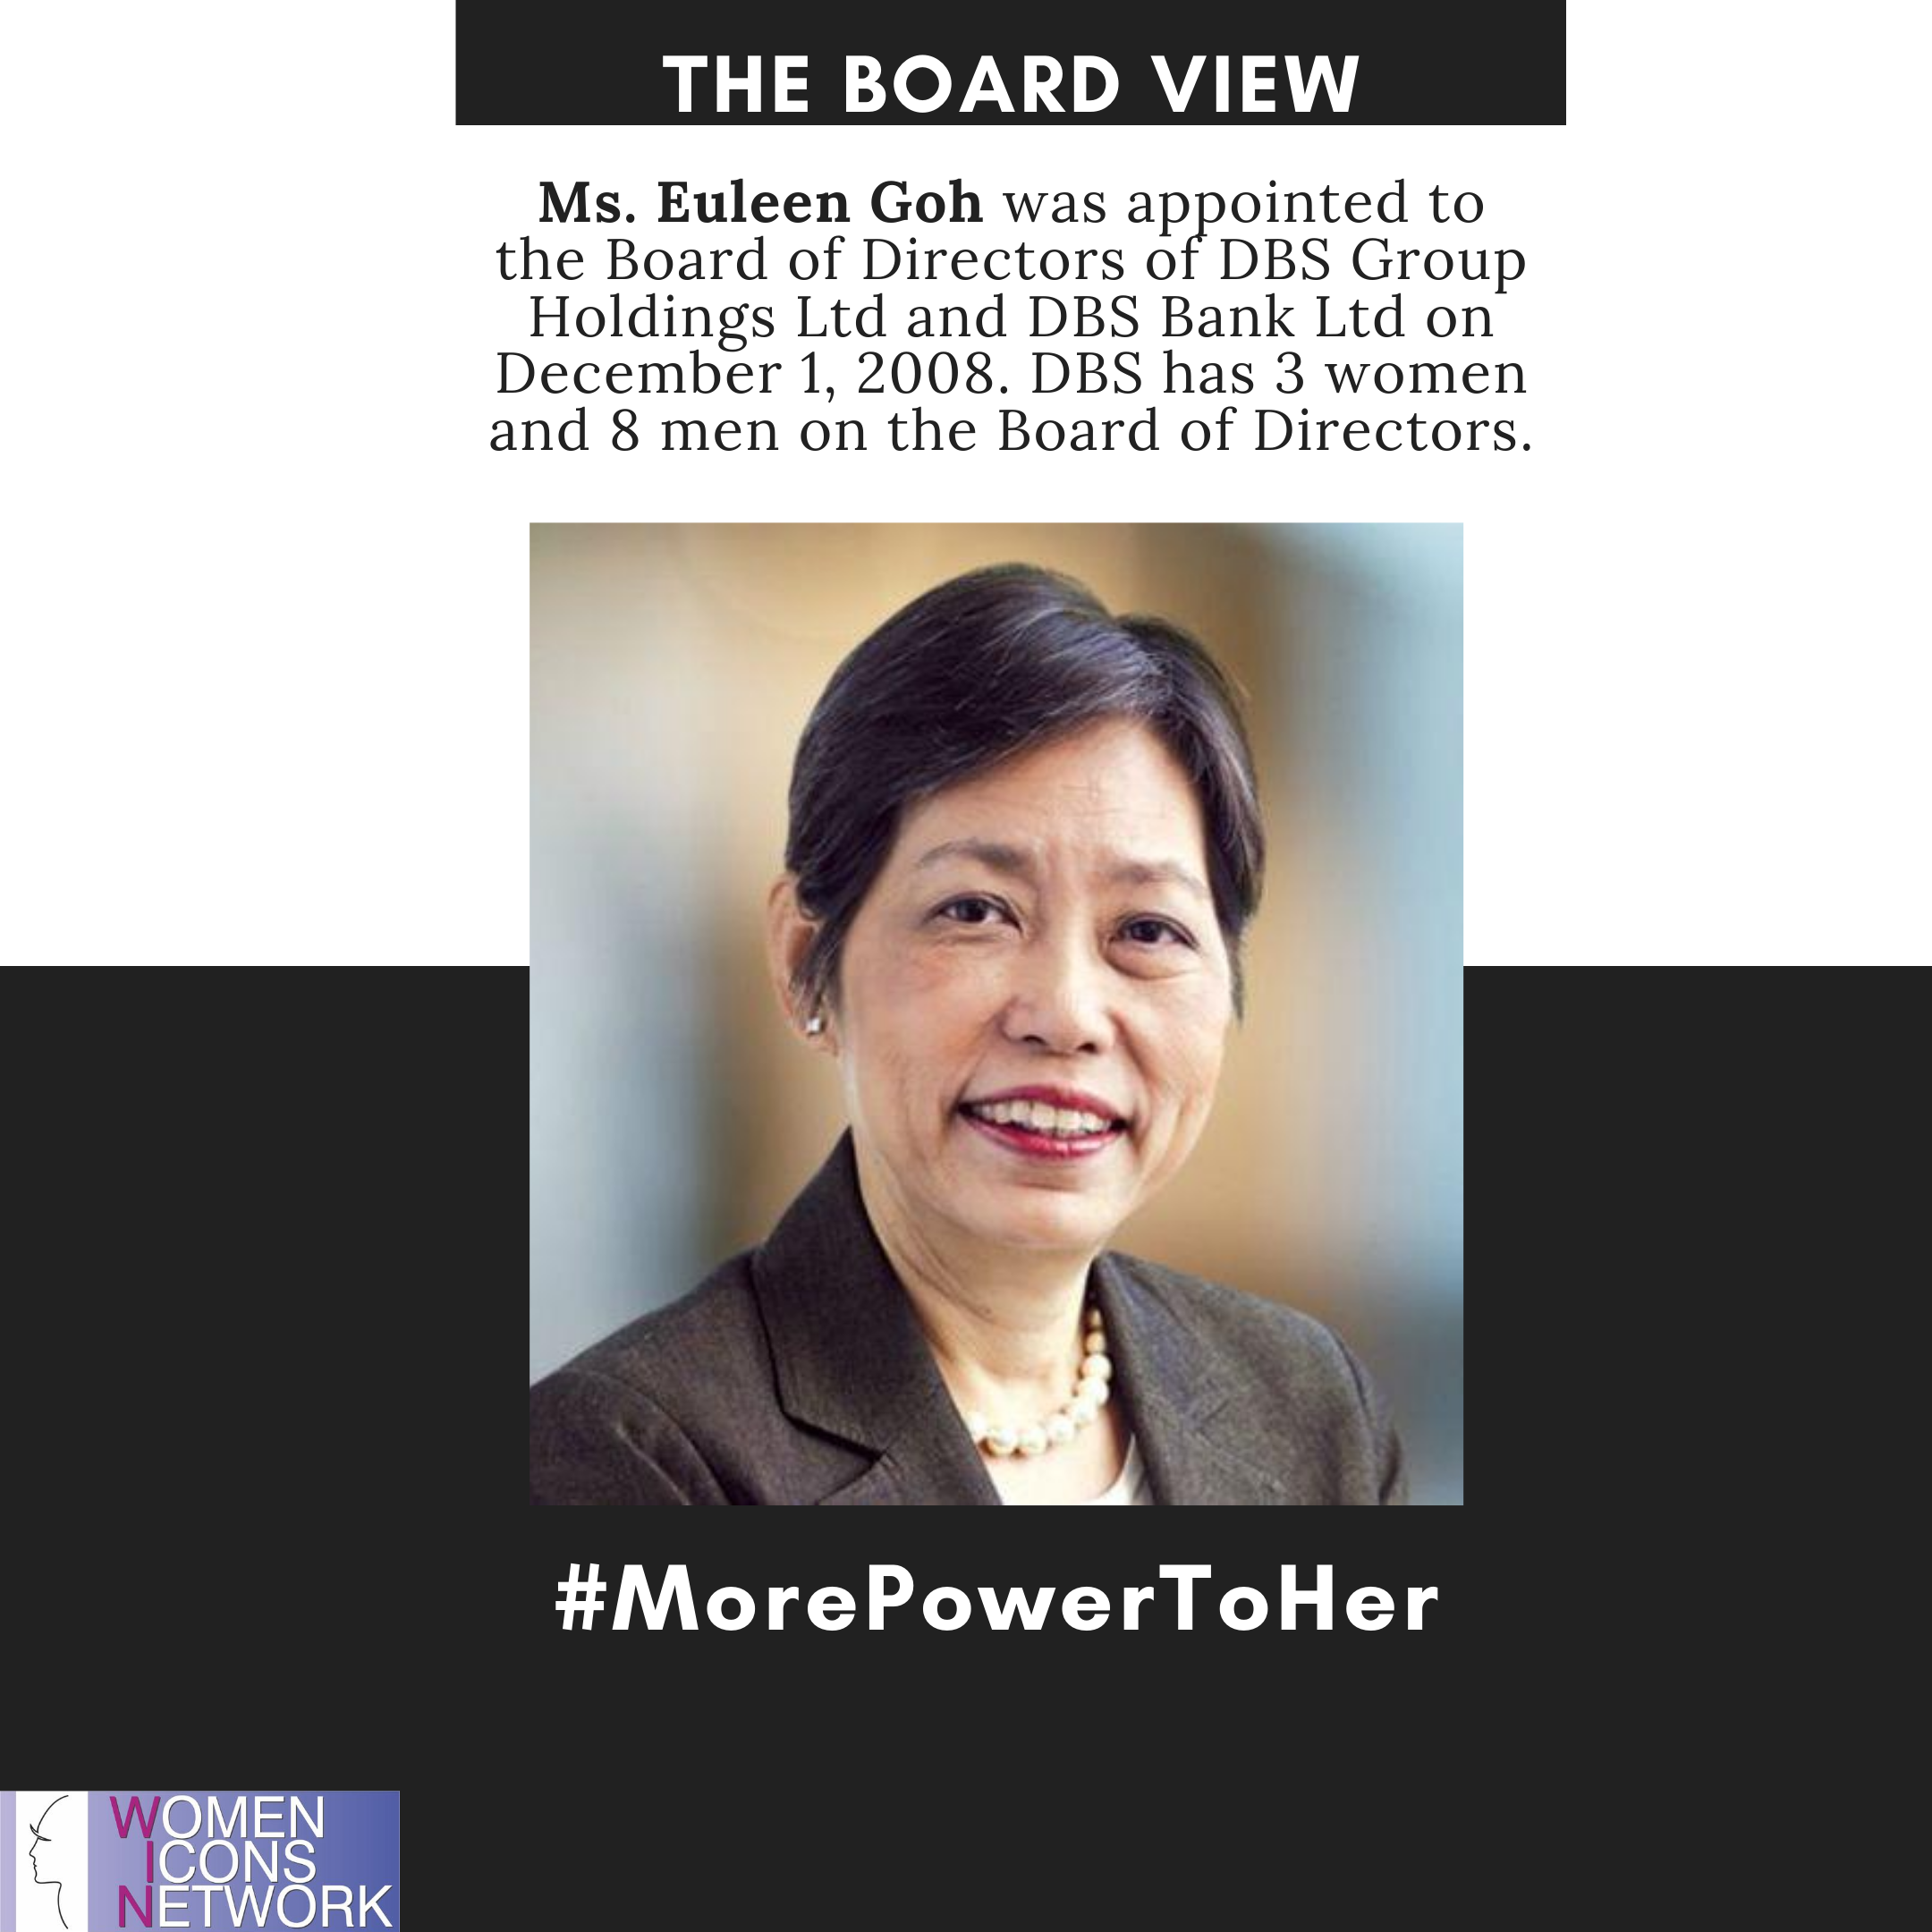 THE BOARD VIEW
Ms. Euleen Goh was appointed to
the Board of Directors of DBS Group
Holdings Ltd and DBS Bank Ltd on
December 1, 2008. DBS has 3 women
and 8 men on the Board of Directors.
#MorePowerToHer
WOMEN
ICONS
NETWORK